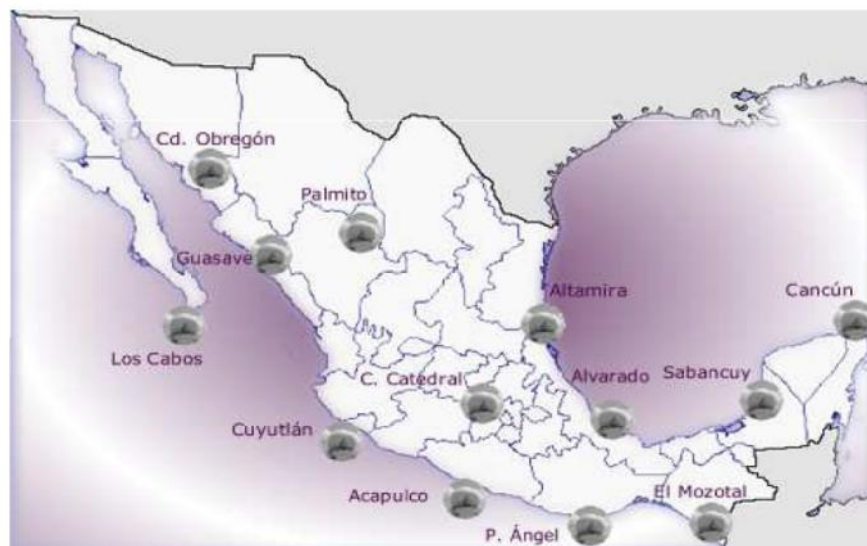 Cd. Obregón
Palmito
Guasave
Altamira
Cancún
Los Cabos
C. Catedral
Alvarado
Sabancuy
Cuyutlán
Acapulco
El Mozotal
P. Ángel